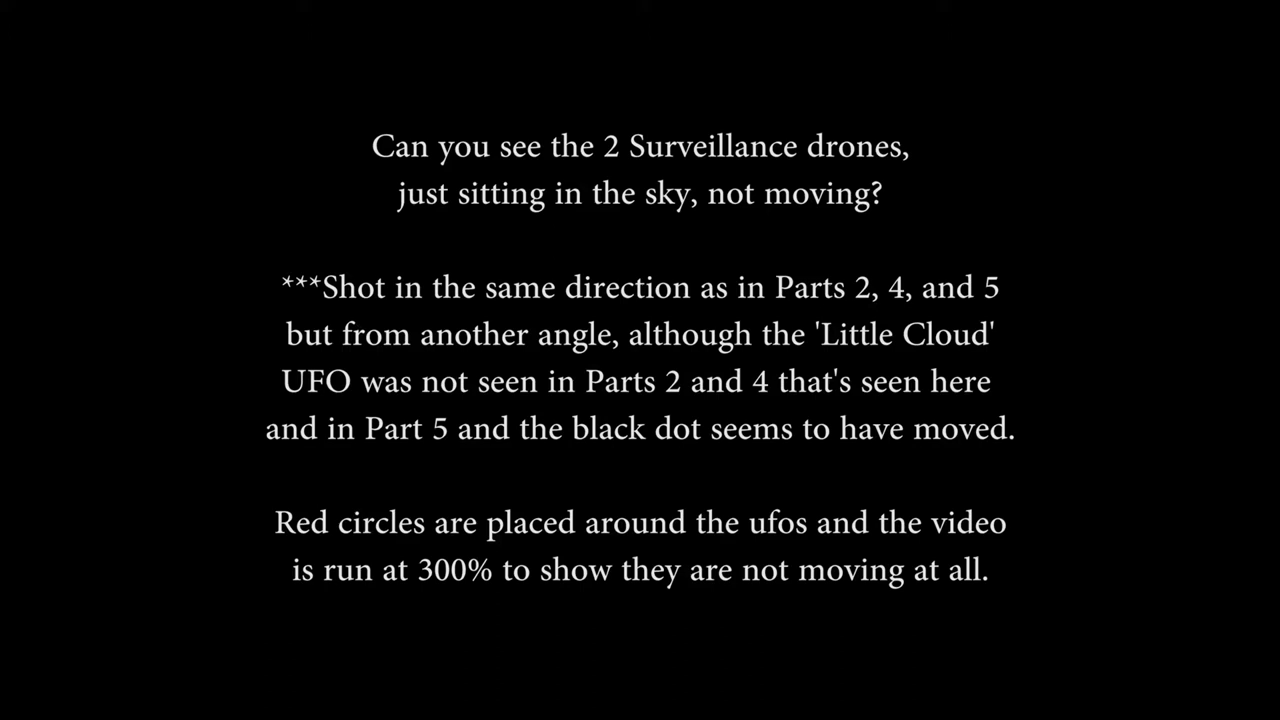 Can you see the 2 Surveillance drones,
just sitting in the sky, not moving?
***Shot in the same direction as in Parts 2, 4, and 5
but from another angle, although the 'Little Cloud'
UFO was not seen in Parts 2 and 4 that's seen here
and in Part 5 and the black dot seems to have moved.
Red circles are placed around the ufos and the video
is run at 300% to show they are not moving at all.